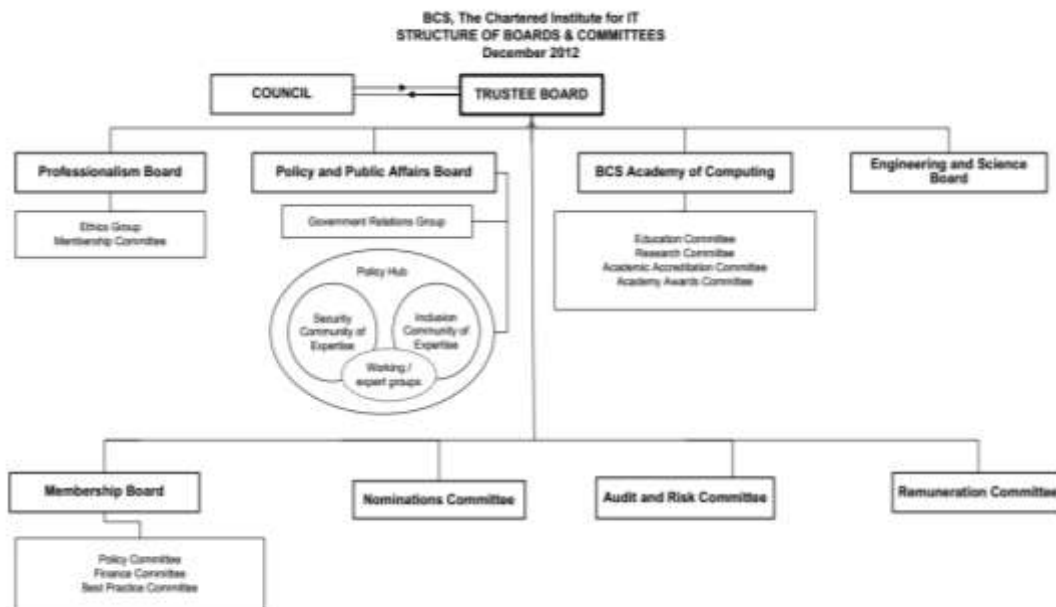 BCS, The Chartered Institute for IT
STRUCTURE OF BOARDS & COMMITTEES
December 2012
COUNCIL
TRUSTEE BOARD
Professionalism Board
Policy and Public Affairs Board
BCS Academy of Computing
Engineering and Science
Board
Ethics Group
Membership Committee
Government Relations Group
Education Committee
Research Committee
Academic Accreditation Committee
Academy Awards Committee
Policy Hub
Security
Community of
Expertise
Inclusion
Community of
Expertise
Working /
expert groups
Membership Board
Nominations Committee
Audit and Risk Committee
Remuneration Committee
Policy Committee
Finance Committee
Best Practice Committee